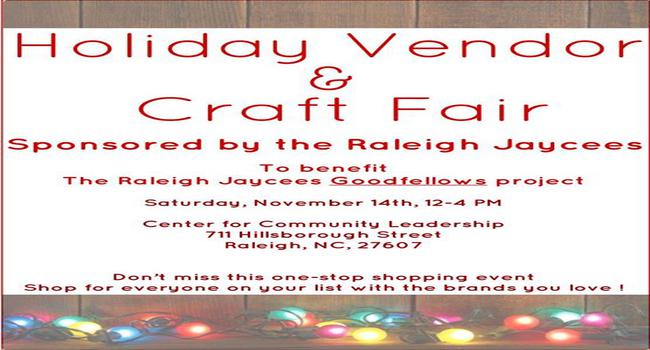 Holiday Vendor
&
Craft Fair
Sponsored by the Raleigh Jaycees
To benefit
The Raleigh Jaycees Goodfellows project
Saturday, November 14th, 12-4 PM
Center for Community Leadership
711 Hillsborough Street
Raleigh, NC, 27607
Don't miss this one-stop shopping event
Shop for everyone on your list with the brands you love !